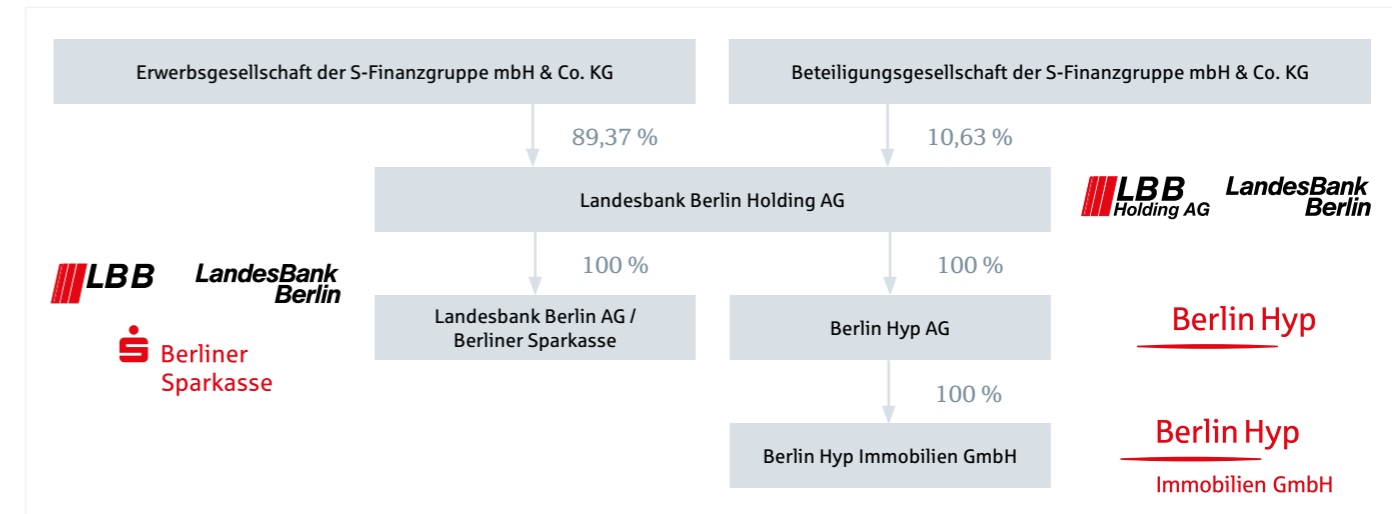 Erwerbsgesellschaft der S-Finanzgruppe mbH & Co. KG
Beteiligungsgesellschaft der S-Finanzgruppe mbH & Co. KG
89,37 %
10,63 %
Landesbank Berlin Holding AG
LBB
Holding AG
LandesBank
Berlin
100 %
100 %
LBB
LandesBank
Berlin
Berliner
Sparkasse
Landesbank Berlin AG /
Berliner Sparkasse
Berlin Hyp AG
Berlin Hyp
100 %
Berlin Hyp Immobilien GmbH
Berlin Hyp
Immobilien GmbH